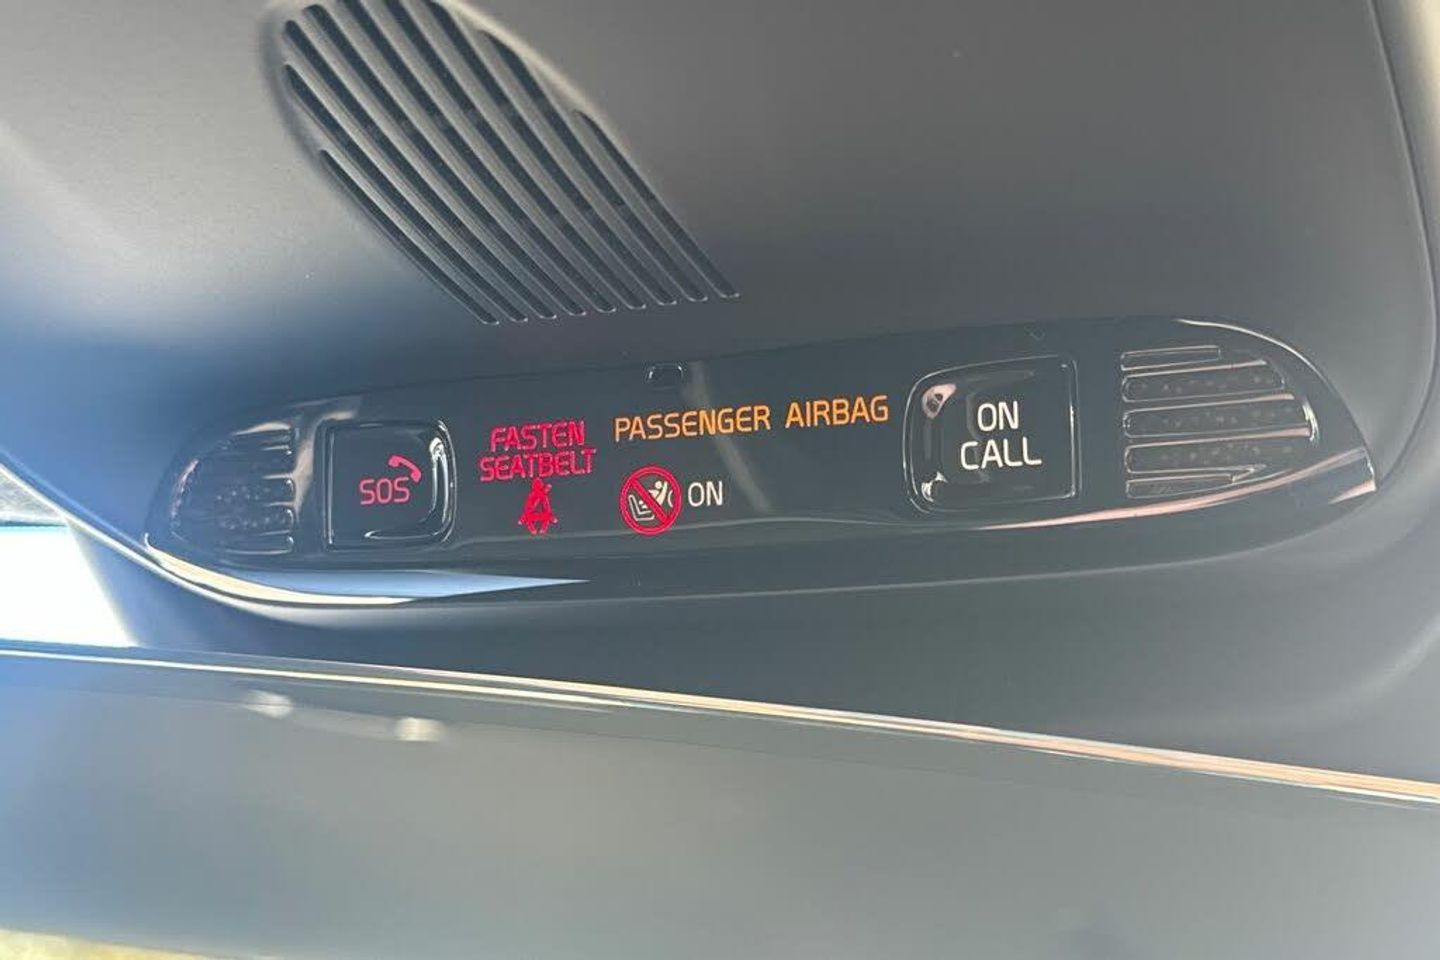 SOS
FASTEN
SEATBELT
PASSENGER AIRBAG
ON
ON
CALL